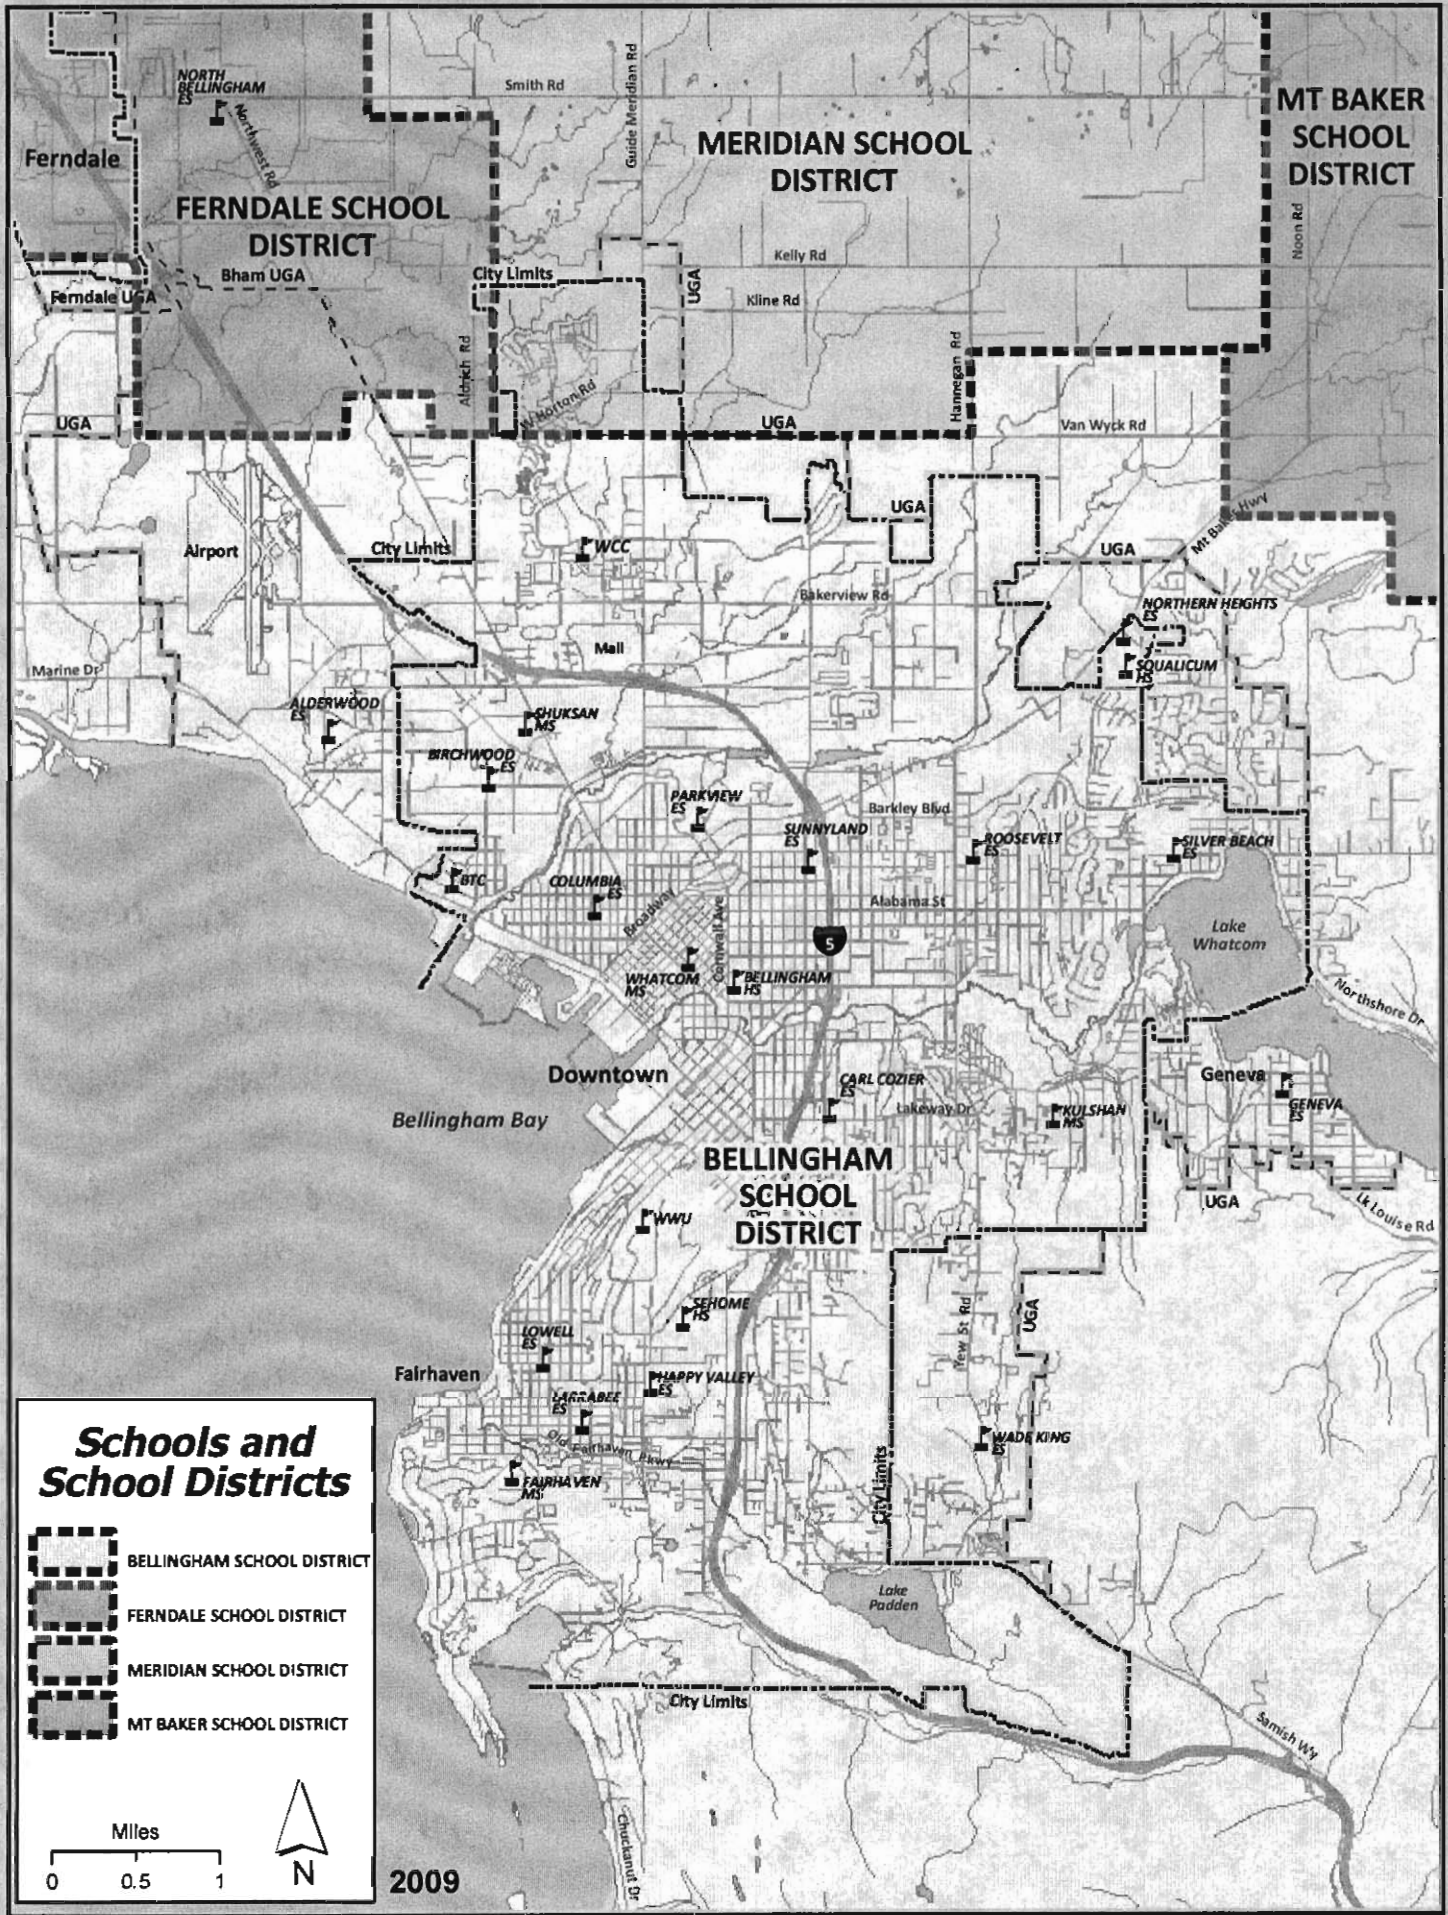 NORTH
BELLINGHAM
ES
Smith Rd
Guide Meridian Rd
Northwest Rd
Ferndale
MERIDIAN SCHOOL
DISTRICT
MT BAKER
SCHOOL
DISTRICT
FERNDALE SCHOOL
DISTRICT
Noon Rd
Kelly Rd
Bham UGA
City Limits
UGA
Ferndale UGA
Kline Rd
Aldrich Rd
Hannegan Rd
W Horton Rd
UGA
UGA
Van Wyck Rd
UGA
Mt Baker Hwy
Airport
City Limits
WCC
UGA
Bakerview Rd
NORTHERN HEIGHTS
ES
Mall
SQUALICUM
HS
Marine Dr
ALDERWOOD
ES
SHUKSAN
MS
BIRCHWOOD
ES
PARKVIEW
ES
Barkley Blvd
SUNNYLAND
ES
ROOSEVELT
ES
SILVER BEACH
ES
BTC
COLUMBIA
ES
Broadway
Cornwall Ave
Alabama St
5
Lake
Whatcom
WHATCOM
MS
BELLINGHAM
HS
Northshore Dr
Downtown
CARL COZIER
ES
Geneva
Lakeway Dr
KULSHAN
MS
GENEVA
ES
Bellingham Bay
BELLINGHAM
SCHOOL
DISTRICT
UGA
Lk Louise Rd
WWU
SEHOME
HS
Yew St Rd
UGA
LOWELL
ES
Fairhaven
HAPPY VALLEY
ES
LARRABEE
ES
Old Fairhaven Pkwy
WADE KING
ES
FAIRHAVEN
MS
City Limits
Lake
Padden
City Limits
Samish Wy
Chuckanut Dr
Schools and
School Districts
BELLINGHAM SCHOOL DISTRICT
FERNDALE SCHOOL DISTRICT
MERIDIAN SCHOOL DISTRICT
MT BAKER SCHOOL DISTRICT
Miles
0 0.5 1
N
2009